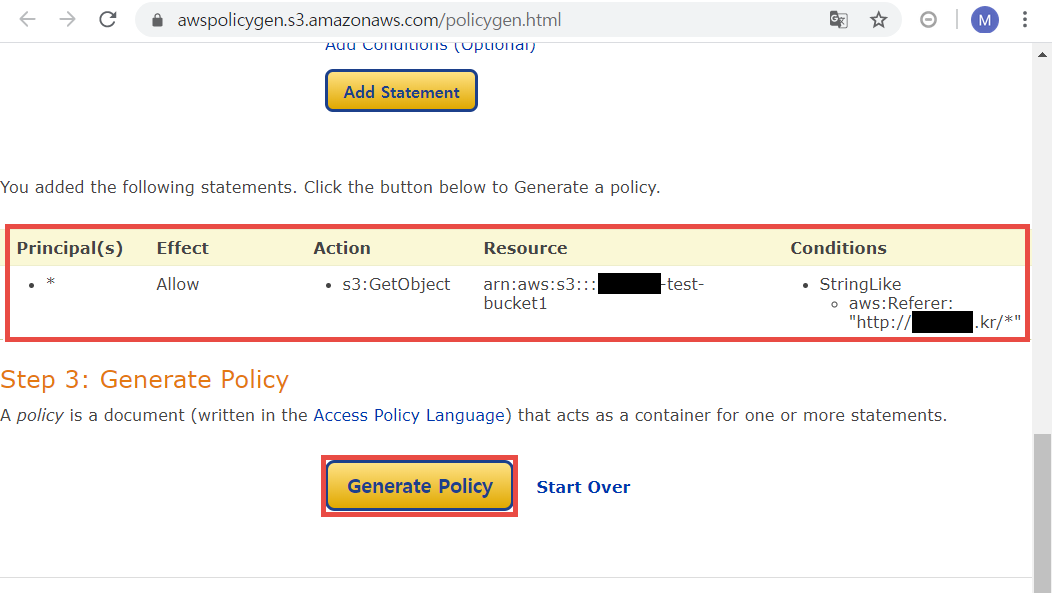 awspolicygen.s3.amazonaws.com/policygen.html
M
Add Conditions (Optional)
Add Statement
You added the following statements. Click the button below to Generate a policy.
Principal(s) Effect Action Resource Conditions
• * Allow • s3:GetObject arn:aws:s3:::-test- • StringLike
bucket1 ◦ aws:Referer:
"http://.kr/*"
Step 3: Generate Policy
A policy is a document (written in the Access Policy Language) that acts as a container for one or more statements.
Generate Policy Start Over